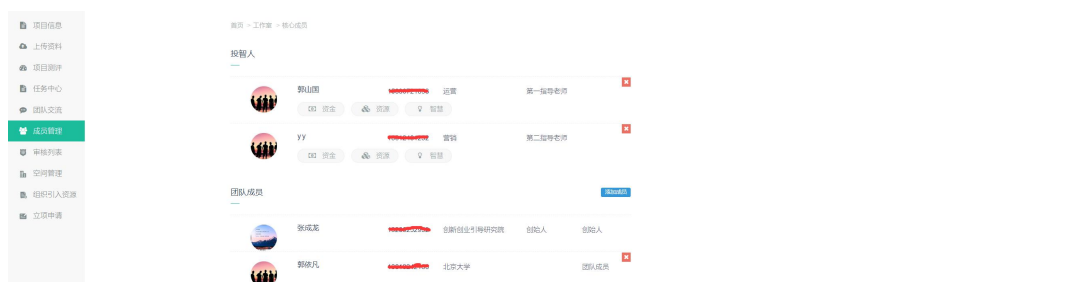 项目信息
上传资料
项目测评
任务中心
团队交流
成员管理
审核列表
空间管理
组织引入资源
立项申请
首页 > 工作室 > 核心成员
投智人
郭山国 运营 第一指导老师
资金 资源 智慧
yy 营销 第二指导老师
资金 资源 智慧
团队成员 添加成员
张成龙 创新创业引导研究院 创始人 创始人
郭依凡 北京大学 团队成员